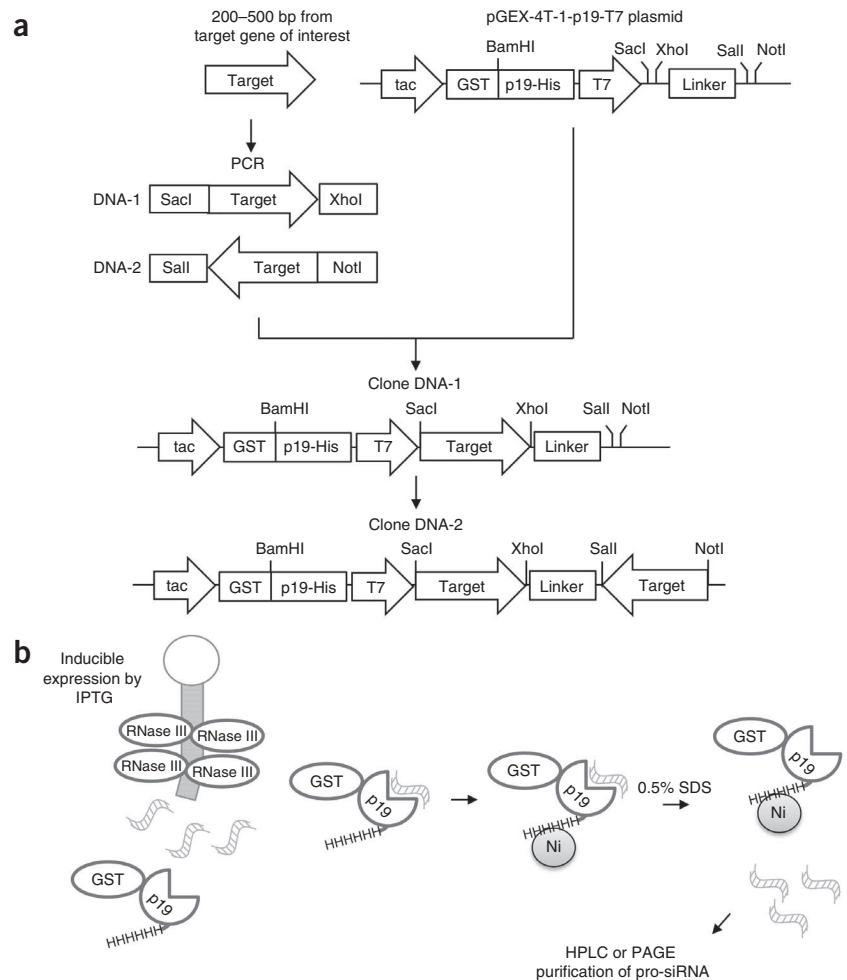 a
200–500 bp from
target gene of interest
Target
pGEX-4T-1-p19-T7 plasmid
BamHI
SacI
XhoI
SalI
NotI
tac
GST
p19-His
T7
Linker
PCR
DNA-1
SacI
Target
XhoI
DNA-2
SalI
Target
NotI
Clone DNA-1
BamHI
SacI
XhoI
SalI
NotI
tac
GST
p19-His
T7
Target
Linker
Clone DNA-2
BamHI
SacI
XhoI
SalI
NotI
tac
GST
p19-His
T7
Target
Linker
Target
b
Inducible
expression by
IPTG
RNase III
RNase III
RNase III
RNase III
GST
p19
HHHHHH
GST
p19
HHHHHH
GST
p19
HHHHHH
Ni
0.5% SDS
GST
p19
HHHHHH
Ni
HPLC or PAGE
purification of pro-siRNA